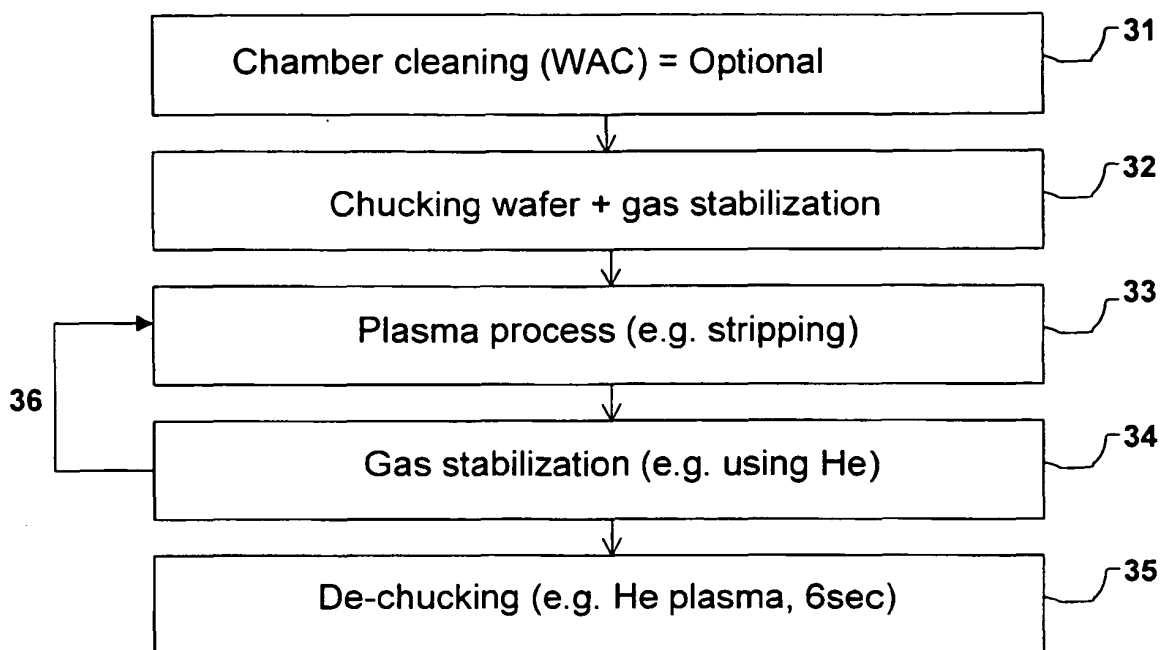 Chamber cleaning (WAC) = Optional
31
Chucking wafer + gas stabilization
32
Plasma process (e.g. stripping)
33
36
Gas stabilization (e.g. using He)
34
De-chucking (e.g. He plasma, 6sec)
35